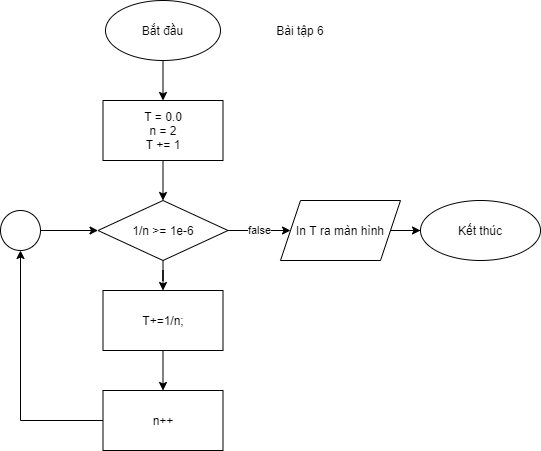 Bắt đầu
Bài tập 6
T = 0.0
n = 2
T += 1
1/n >= 1e-6
false
In T ra màn hình
Kết thúc
T+=1/n;
n++